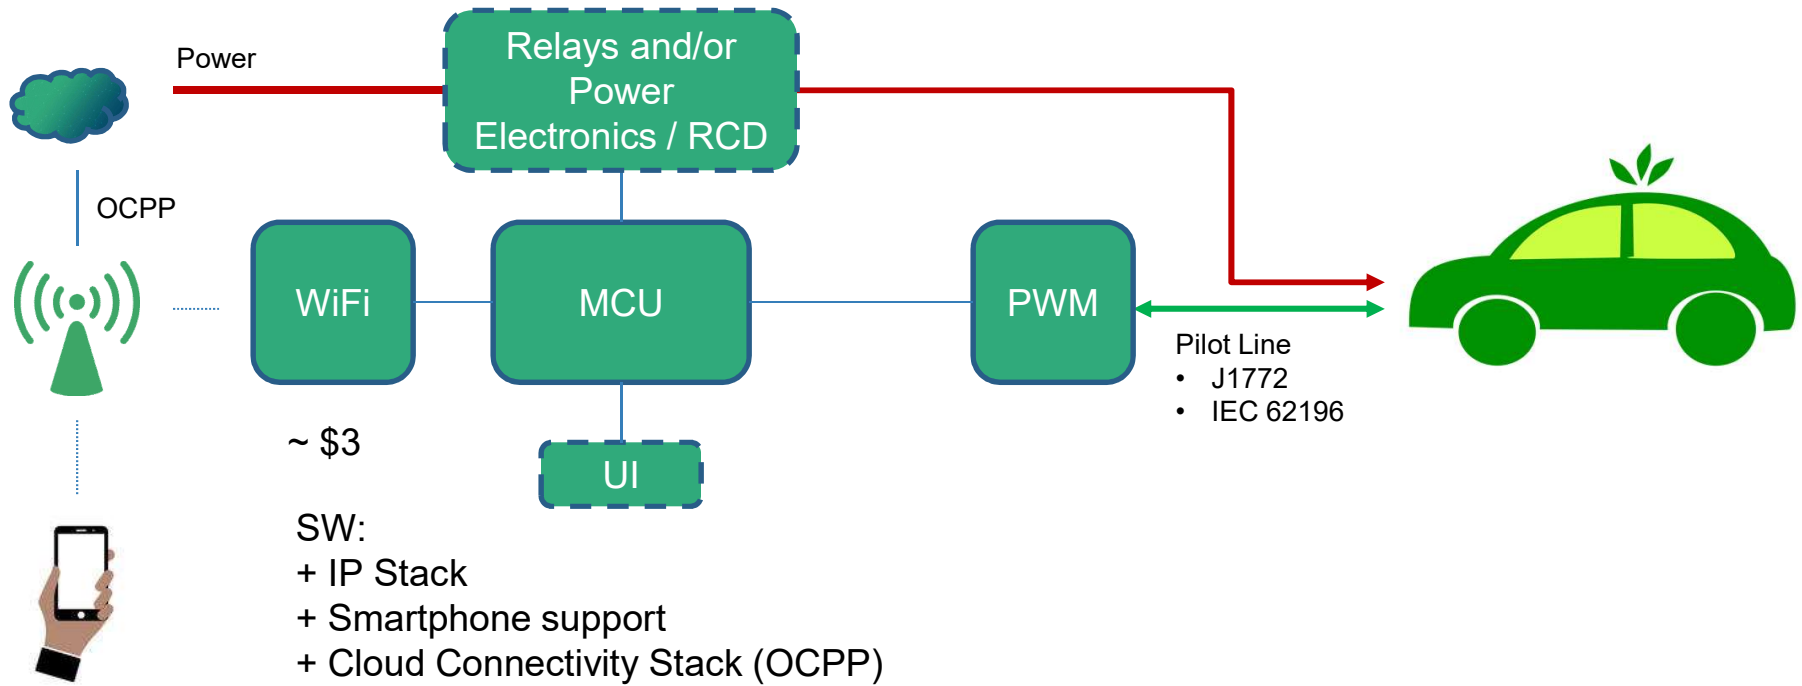 Power
Relays and/or
Power
Electronics / RCD
OCPP
WiFi
MCU
PWM
Pilot Line
• J1772
• IEC 62196
~ $3
UI
SW:
+ IP Stack
+ Smartphone support
+ Cloud Connectivity Stack (OCPP)